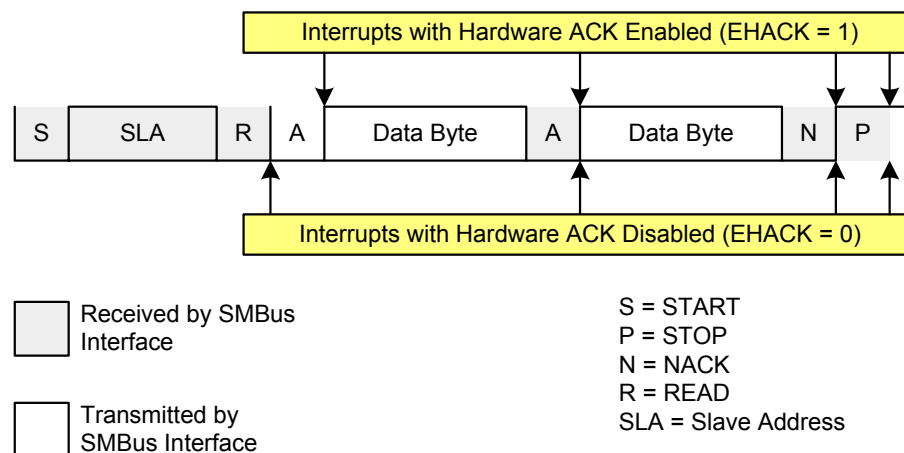 Interrupts with Hardware ACK Enabled (EHACK = 1)
S SLA R A Data Byte A Data Byte N P
Interrupts with Hardware ACK Disabled (EHACK = 0)
Received by SMBus
Interface
Transmitted by
SMBus Interface
S = START
P = STOP
N = NACK
R = READ
SLA = Slave Address